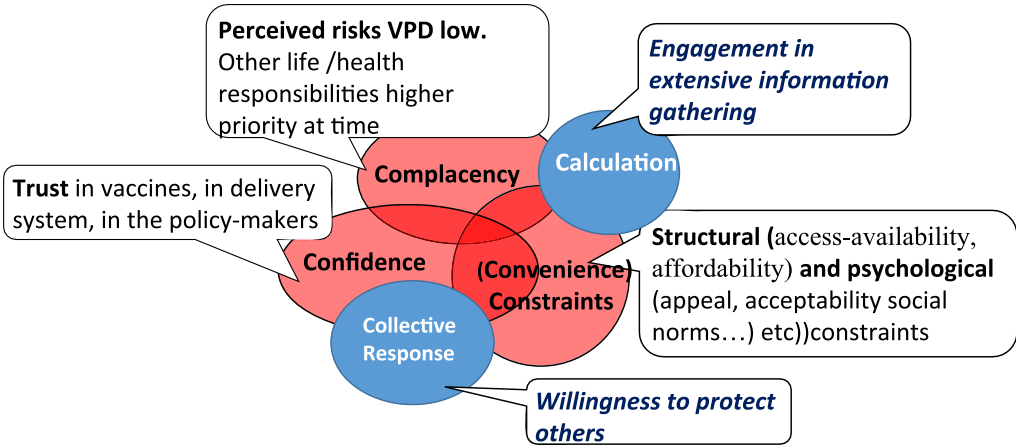 Perceived risks VPD low.
Other life /health
responsibilities higher
priority at time
Engagement in
extensive information
gathering
Complacency
Calculation
Trust in vaccines, in delivery
system, in the policy-makers
Confidence
(Convenience)
Constraints
Structural (access-availability,
affordability) and psychological
(appeal, acceptability social
norms…) etc))constraints
Collective
Response
Willingness to protect
others